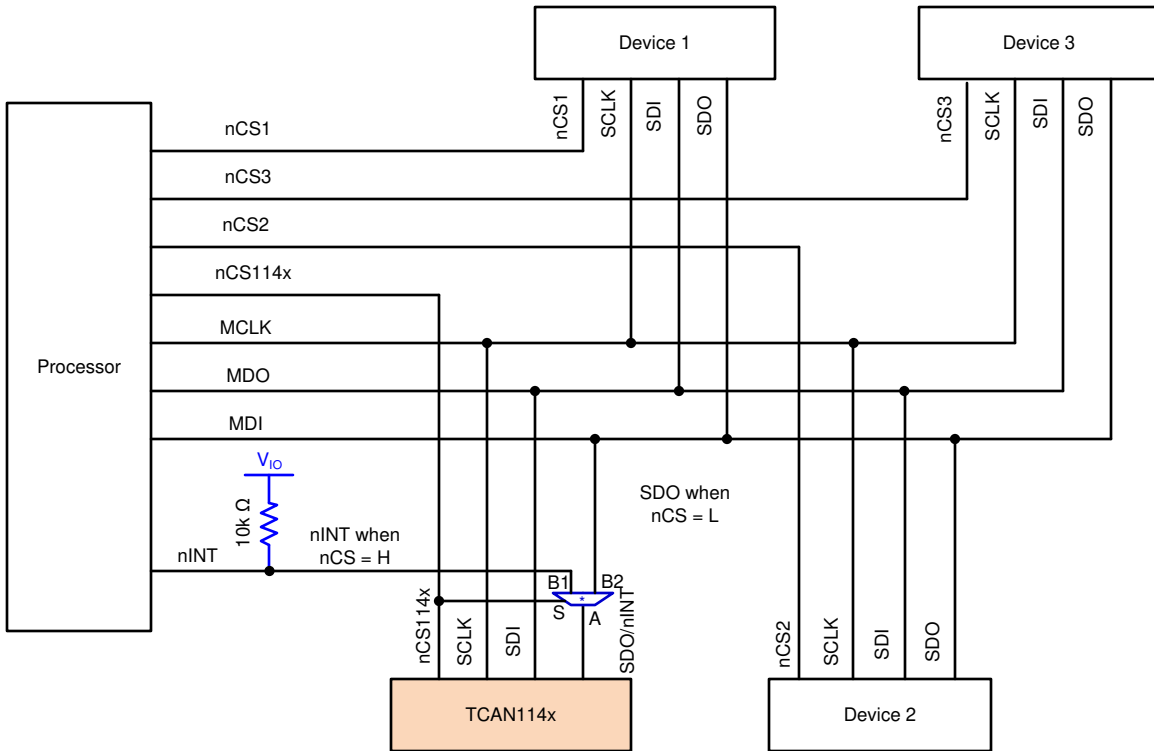 Device 1
Device 3
nCS1
SCLK
SDI
SDO
nCS3
SCLK
SDI
SDO
nCS1
nCS3
nCS2
nCS114x
MCLK
Processor
MDO
MDI
VIO
10k Ω
SDO when
nCS = L
nINT
nINT when
nCS = H
B1
B2
*
S
A
nCS114x
SCLK
SDI
SDO/nINT
nCS2
SCLK
SDI
SDO
TCAN114x
Device 2